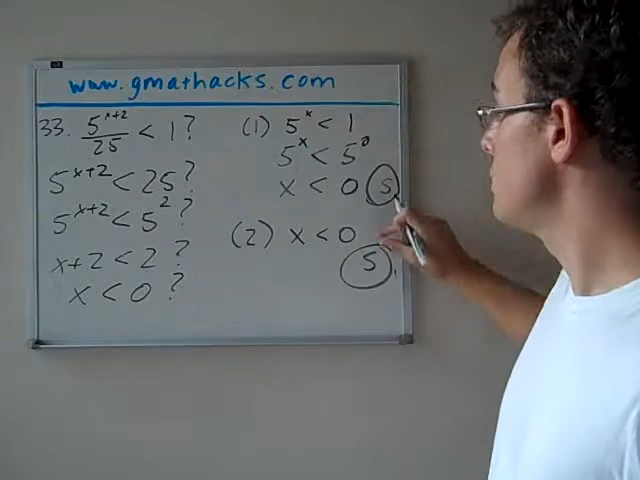 www.gmathacks.com
33. 5^(x+2)/25 < 1?
5^(x+2) < 25?
5^(x+2) < 5^2?
x+2 < 2?
x < 0?
(1) 5^x < 1
5^x < 5^0
x < 0 S
(2) x < 0
S